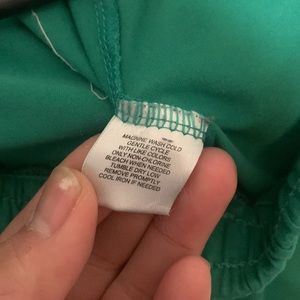 MACHINE WASH COLD
GENTLE CYCLE
WITH LIKE COLORS
ONLY NON-CHLORINE
BLEACH WHEN NEEDED
TUMBLE DRY LOW
REMOVE PROMPTLY
COOL IRON IF NEEDED